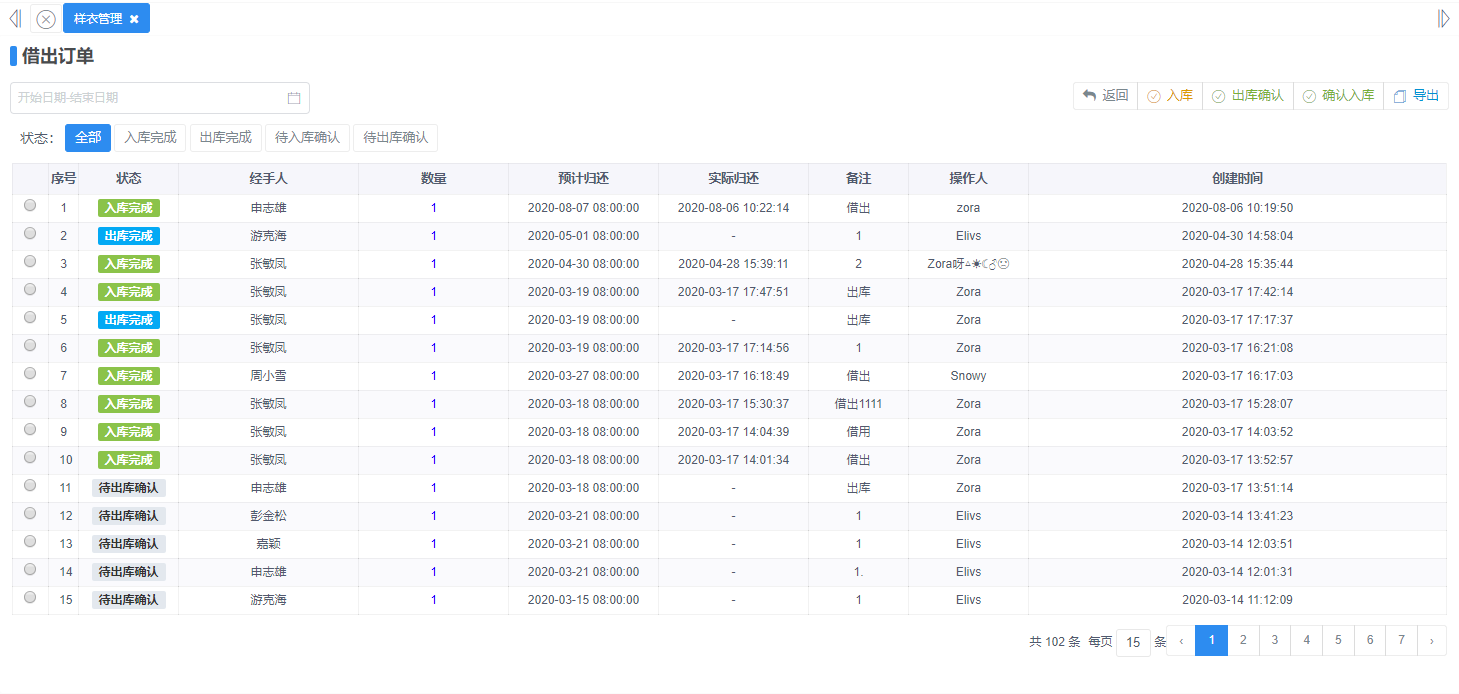 样衣管理 ✖
借出订单
开始日期-结束日期
返回 入库 出库确认 确认入库 导出
状态: 全部 入库完成 出库完成 待入库确认 待出库确认
序号 状态 经手人 数量 预计归还 实际归还 备注 操作人 创建时间
1 入库完成 申志雄 1 2020-08-07 08:00:00 2020-08-06 10:22:14 借出 zora 2020-08-06 10:19:50
2 出库完成 游亮海 1 2020-05-01 08:00:00 - 1 Elivs 2020-04-30 14:58:04
3 入库完成 张敏凤 1 2020-04-30 08:00:00 2020-04-28 15:39:11 2 Zora呀 2020-04-28 15:35:44
4 入库完成 张敏凤 1 2020-03-19 08:00:00 2020-03-17 17:47:51 出库 Zora 2020-03-17 17:42:14
5 出库完成 张敏凤 1 2020-03-19 08:00:00 - 出库 Zora 2020-03-17 17:17:37
6 入库完成 张敏凤 1 2020-03-19 08:00:00 2020-03-17 17:14:56 1 Zora 2020-03-17 16:21:08
7 入库完成 周小雪 1 2020-03-27 08:00:00 2020-03-17 16:18:49 借出 Snowy 2020-03-17 16:17:03
8 入库完成 张敏凤 1 2020-03-18 08:00:00 2020-03-17 15:30:37 借出1111 Zora 2020-03-17 15:28:07
9 入库完成 张敏凤 1 2020-03-18 08:00:00 2020-03-17 14:04:39 借用 Zora 2020-03-17 14:03:52
10 入库完成 张敏凤 1 2020-03-18 08:00:00 2020-03-17 14:01:34 借出 Zora 2020-03-17 13:52:57
11 待出库确认 申志雄 1 2020-03-18 08:00:00 - 出库 Zora 2020-03-17 13:51:14
12 待出库确认 彭金松 1 2020-03-21 08:00:00 - 1 Elivs 2020-03-14 13:41:23
13 待出库确认 嘉颖 1 2020-03-21 08:00:00 - 1 Elivs 2020-03-14 12:03:51
14 待出库确认 申志雄 1 2020-03-21 08:00:00 - 1. Elivs 2020-03-14 12:01:31
15 待出库确认 游亮海 1 2020-03-15 08:00:00 - 1 Elivs 2020-03-14 11:12:09
共 102 条 每页 15 条 ‹ 1 2 3 4 5 6 7 ›